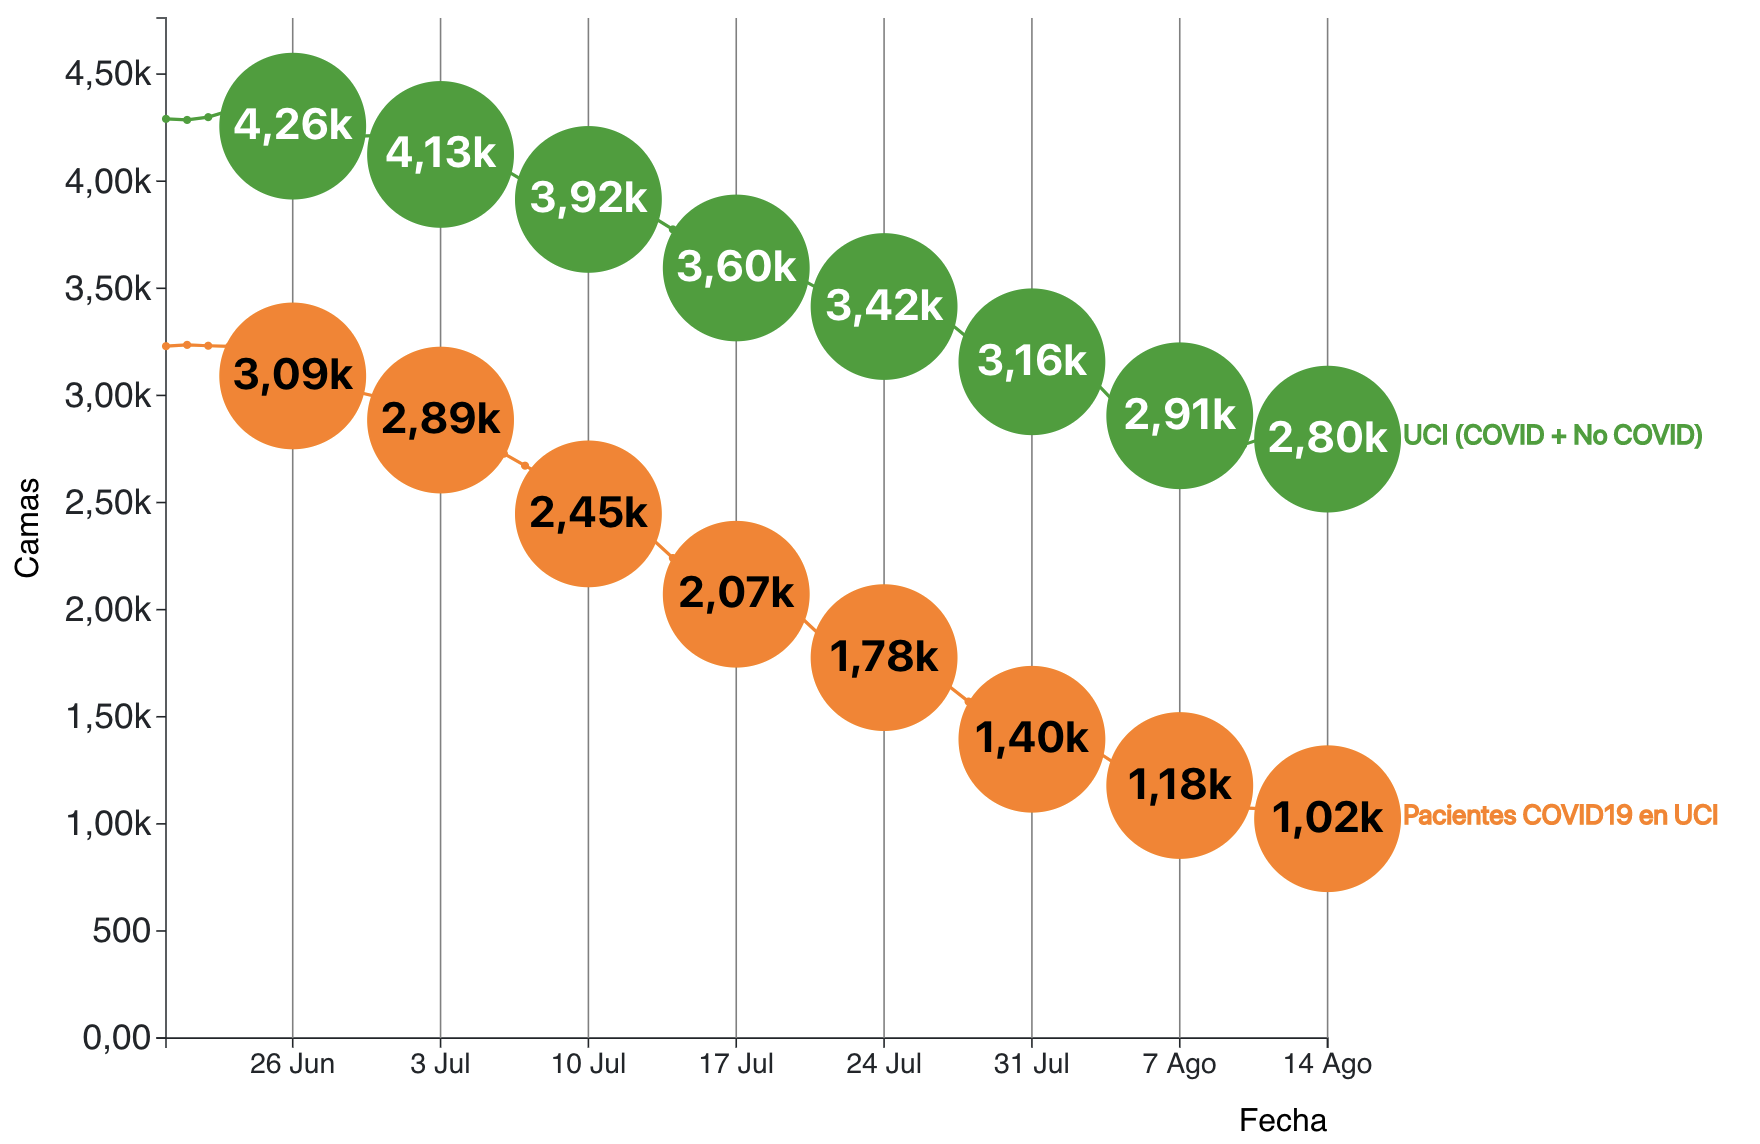 4,50k
4,00k
3,50k
3,00k
2,50k
2,00k
1,50k
1,00k
500
0,00
Camas
4,26k
4,13k
3,92k
3,60k
3,42k
3,16k
2,91k
2,80k
UCI (COVID + No COVID)
3,09k
2,89k
2,45k
2,07k
1,78k
1,40k
1,18k
1,02k
Pacientes COVID19 en UCI
26 Jun
3 Jul
10 Jul
17 Jul
24 Jul
31 Jul
7 Ago
14 Ago
Fecha